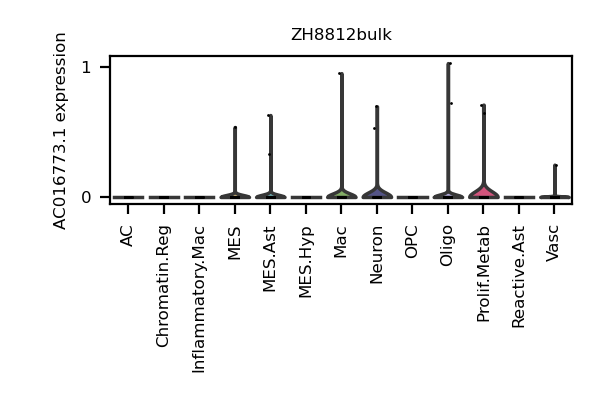 ZH8812bulk
AC016773.1 expression
1
0
AC
Chromatin.Reg
Inflammatory.Mac
MES
MES.Ast
MES.Hyp
Mac
Neuron
OPC
Oligo
Prolif.Metab
Reactive.Ast
Vasc